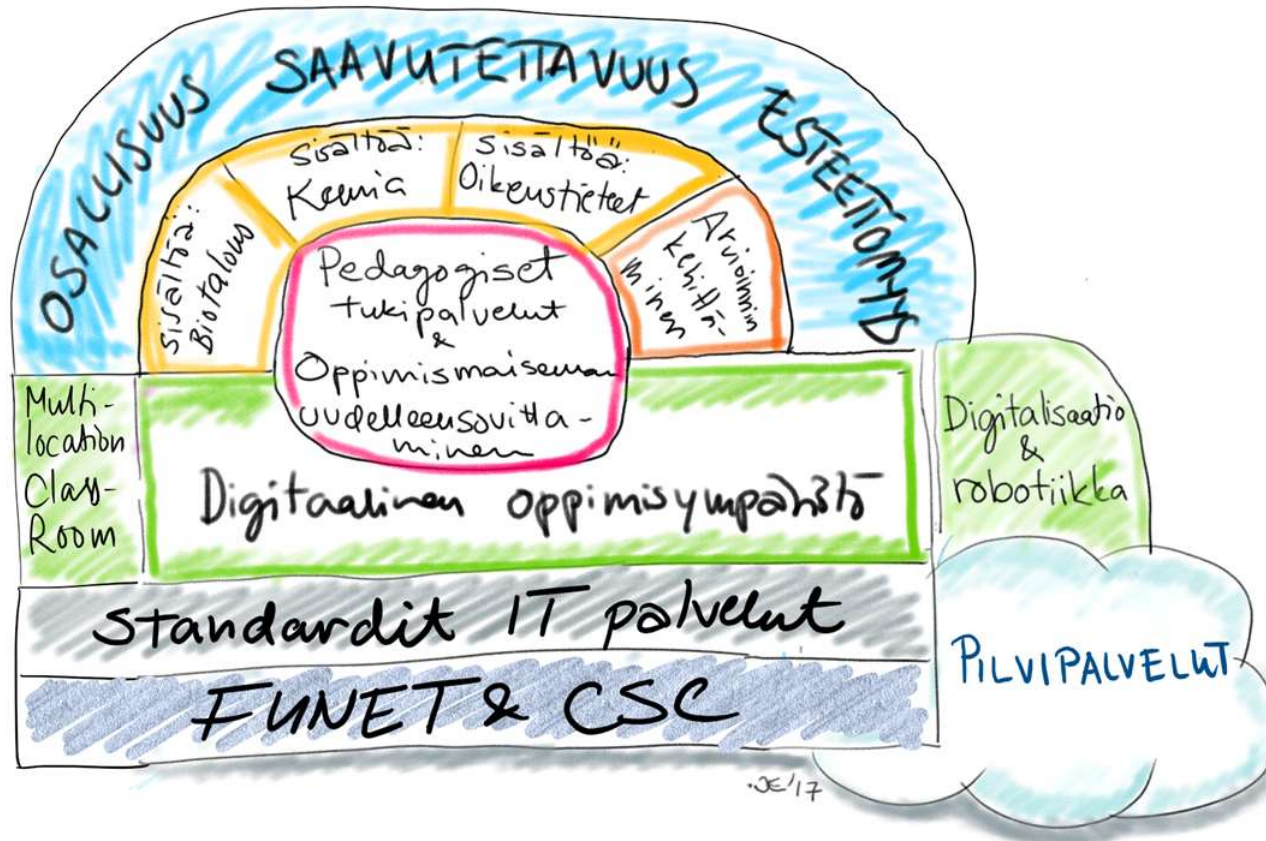 OSALLISUUS SAAVUTETTAVUUS ESTEETTÖMYYS
Sisältöä:
Biotalous
Sisältöä:
Kemia
Sisältöä:
Oikeustieteet
Arvioinnin
kehittä-
minen
Pedagogiset
tukipalvelut
&
Oppimismaiseman
uudelleensovitta-
minen
Multi-
location
Class-
Room
Digitaalinen oppimisympäristö
Digitalisaatio
&
robotiikka
Standardit IT palvelut
FUNET & CSC
PILVIPALVELUT
JE'17